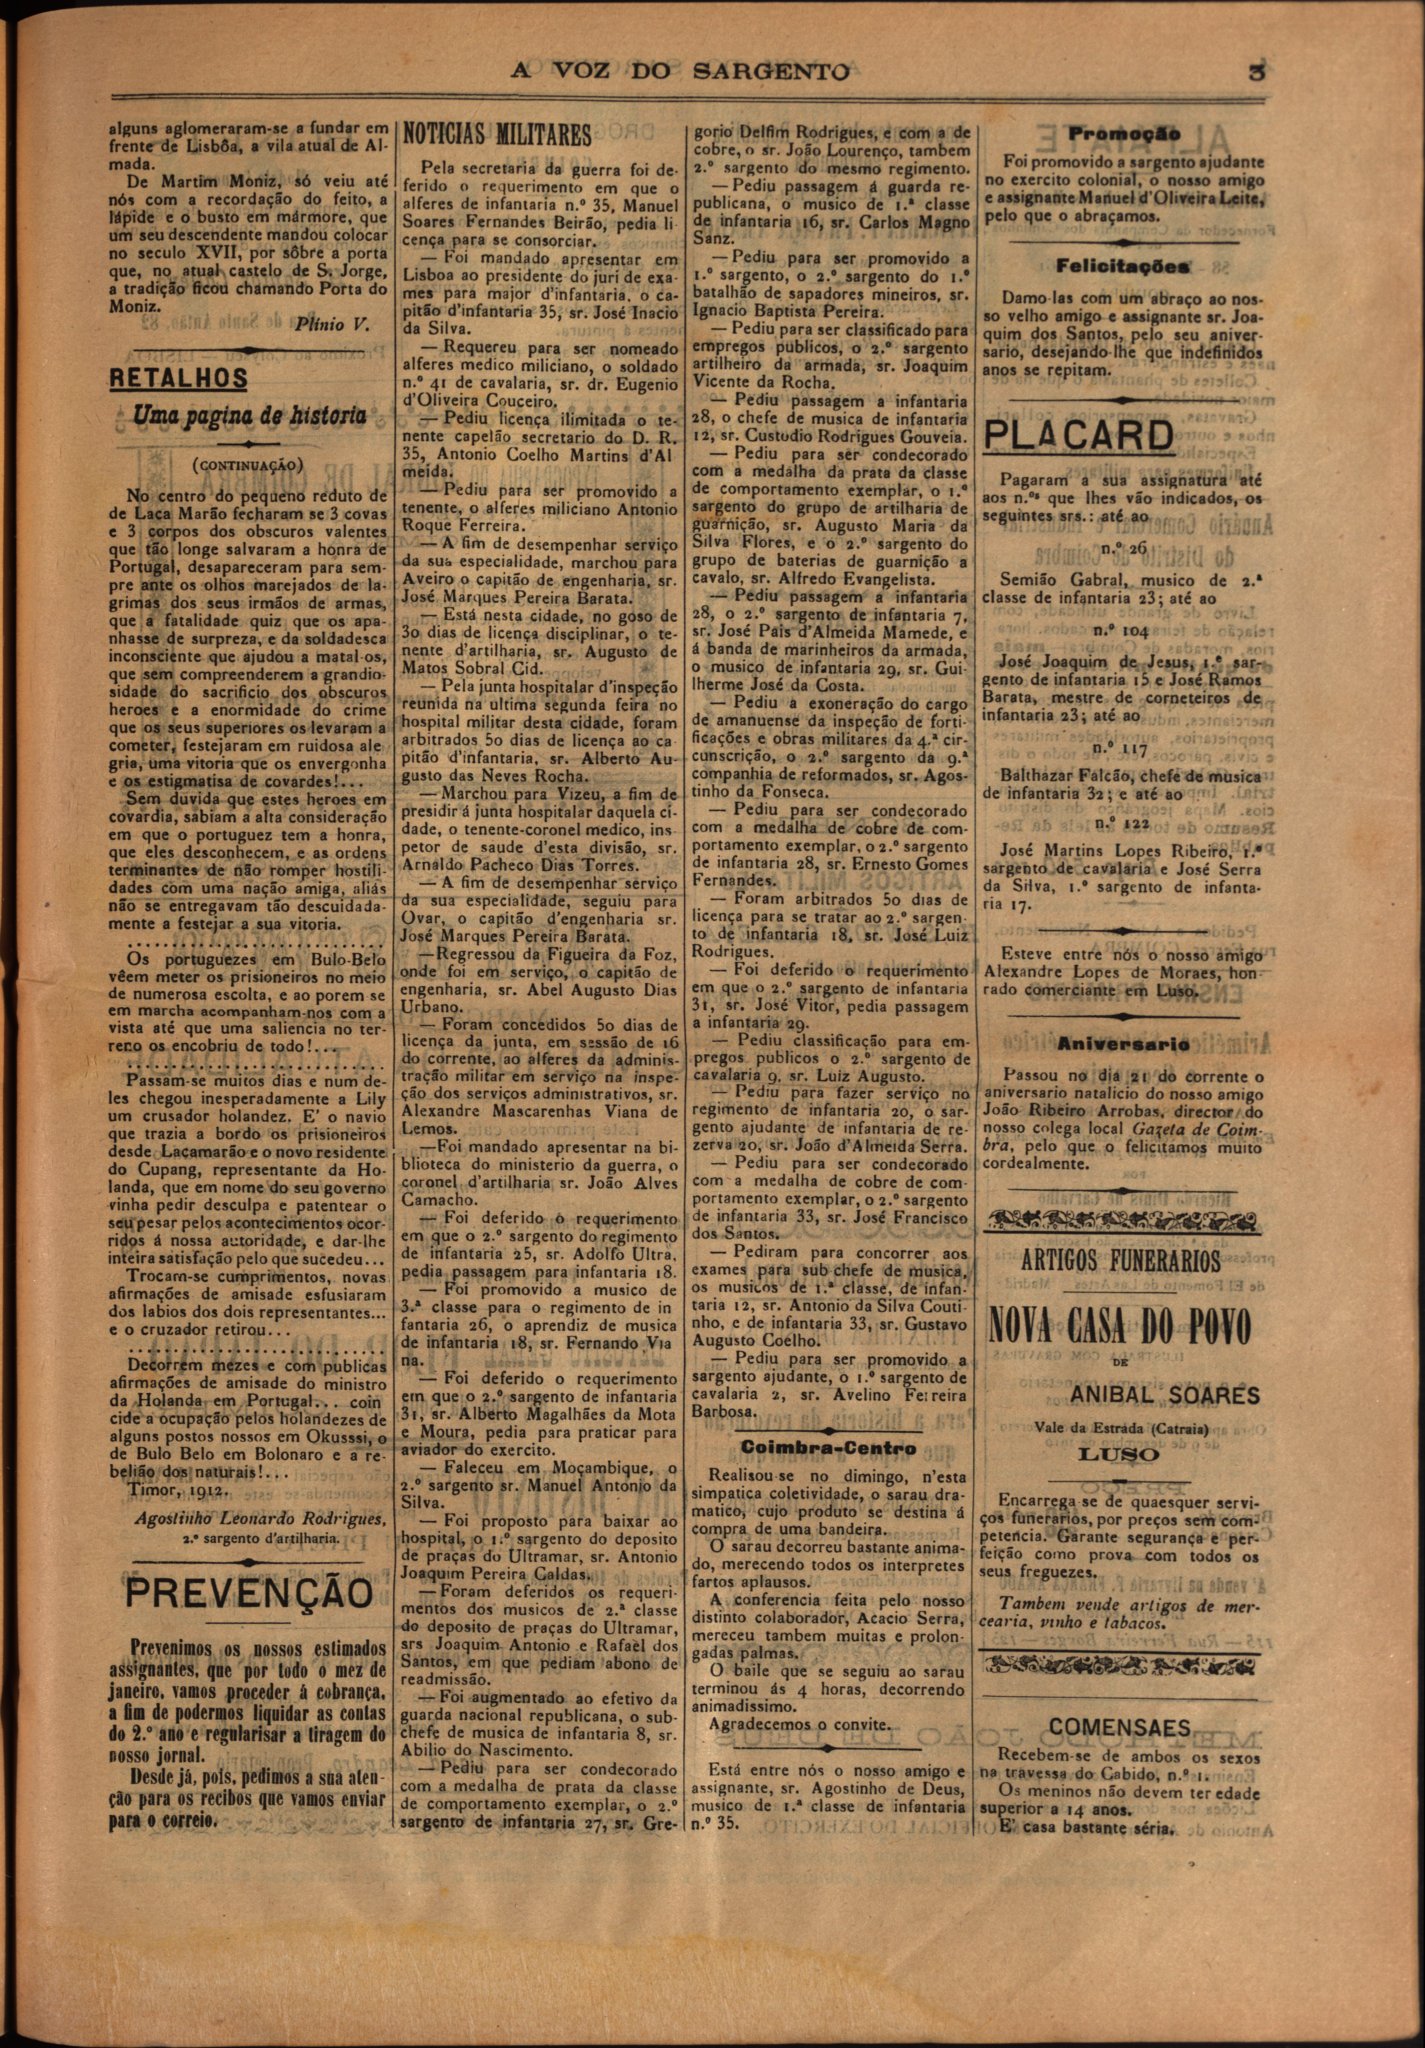 A VOZ DO SARGENTO
3
alguns aglomeraram-se a fundar em
frente de Lisbôa, a vila atual de Al-
mada.
De Martim Moniz, só veiu até
nós com a recordação do feito, a
lápide e o busto em mármore, que
um seu descendente mandou colocar
no seculo XVII, por sôbre a porta
que, no atual castelo de S. Jorge,
a tradição ficou chamando Porta do
Moniz.
Plinio V.
RETALHOS
Uma pagina de historia
(CONTINUAÇÃO)
No centro do pequeno reduto de
de Laça Marão fecharam se 3 covas
e 3 corpos dos obscuros valentes
que tão longe salvaram a honra de
Portugal, desapareceram para sem-
pre ante os olhos marejados de la-
grimas dos seus irmãos de armas,
que a fatalidade quiz que os apa-
nhasse de surpreza, e da soldadesca
inconsciente que ajudou a matal-os,
que sem compreenderem a grandio-
sidade do sacrificio dos obscuros
heroes e a enormidade do crime
que os seus superiores os levaram a
cometer, festejaram em ruidosa ale
gria, uma vitoria que os envergonha
e os estigmatisa de covardes!...
Sem duvida que estes heroes em
covardia, sabiam a alta consideração
em que o portuguez tem a honra,
que eles desconhecem, e as ordens
terminantes de não romper hostili-
dades com uma nação amiga, aliás
não se entregavam tão descuidada-
mente a festejar a sua vitoria.
..............................
Os portuguezes em Bulo-Belo
vêem meter os prisioneiros no meio
de numerosa escolta, e ao porem se
em marcha acompanham-nos com a
vista até que uma saliencia no ter-
reno os encobriu de todo!...
..............................
Passam-se muitos dias e num de-
les chegou inesperadamente a Lily
um crusador holandez. E' o navio
que trazia a bordo os prisioneiros
desde Laçamarão e o novo residente
do Cupang, representante da Ho-
landa, que em nome do seu governo
vinha pedir desculpa e patentear o
seu pesar pelos acontecimentos ocor-
ridos á nossa autoridade, e dar-lhe
inteira satisfação pelo que sucedeu...
Trocam-se cumprimentos, novas
afirmações de amisade esfusiaram
dos labios dos dois representantes...
e o cruzador retirou...
..............................
Decorrem mezes e com publicas
afirmações de amisade do ministro
da Holanda em Portugal... coin
cide a ocupação pelos holandezes de
alguns postos nossos em Okusssi, o
de Bulo Belo em Bolonaro e a re-
belião dos naturais!...
Timor, 1912.
Agostinho Leonardo Rodrigues,
2.º sargento d'artilharia.
PREVENÇÃO
Prevenimos os nossos estimados
assignantes, que por todo o mez de
janeiro, vamos proceder á cobrança,
a fim de podermos liquidar as contas
do 2.º ano e regularisar a tiragem do
nosso jornal.
Desde já, pois, pedimos a sua aten-
ção para os recibos que vamos enviar
para o correio.
NOTICIAS MILITARES
Pela secretaria da guerra foi de-
ferido o requerimento em que o
alferes de infantaria n.º 35, Manuel
Soares Fernandes Beirão, pedia li
cença para se consorciar.
— Foi mandado apresentar em
Lisboa ao presidente do juri de exa-
mes para major d'infantaria, o ca-
pitão d'infantaria 35, sr. José Inacio
da Silva.
— Requereu para ser nomeado
alferes medico miliciano, o soldado
n.º 41 de cavalaria, sr. dr. Eugenio
d'Oliveira Couceiro.
— Pediu licença ilimitada o te-
nente capelão secretario do D. R.
35, Antonio Coelho Martins d'Al
meida.
— Pediu para ser promovido a
tenente, o alferes miliciano Antonio
Roque Ferreira.
— A fim de desempenhar serviço
da sua especialidade, marchou para
Aveiro o capitão de engenharia, sr.
José Marques Pereira Barata.
— Está nesta cidade, no goso de
30 dias de licença disciplinar, o te-
nente d'artilharia, sr. Augusto de
Matos Sobral Cid.
— Pela junta hospitalar d'inspeção
reunida na ultima segunda feira no
hospital militar desta cidade, foram
arbitrados 50 dias de licença ao ca-
pitão d'infantaria, sr. Alberto Au-
gusto das Neves Rocha.
— Marchou para Vizeu, a fim de
presidir á junta hospitalar daquela ci-
dade, o tenente-coronel medico, ins-
petor de saude d'esta divisão, sr.
Arnaldo Pacheco Dias Torres.
— A fim de desempenhar serviço
da sua especialidade, seguiu para
Ovar, o capitão d'engenharia sr.
José Marques Pereira Barata.
—Regressou da Figueira da Foz,
onde foi em serviço, o capitão de
engenharia, sr. Abel Augusto Dias
Urbano.
— Foram concedidos 50 dias de
licença da junta, em sessão de 16
do corrente, ao alferes da adminis-
tração militar em serviço na inspe-
ção dos serviços administrativos, sr.
Alexandre Mascarenhas Viana de
Lemos.
—Foi mandado apresentar na bi-
blioteca do ministerio da guerra, o
coronel d'artilharia sr. João Alves
Camacho.
— Foi deferido o requerimento
em que o 2.º sargento do regimento
de infantaria 25, sr. Adolfo Ultra,
pedia passagem para infantaria 18.
— Foi promovido a musico de
3.ª classe para o regimento de in
fantaria 26, o aprendiz de musica
de infantaria 18, sr. Fernando Via
na.
— Foi deferido o requerimento
em que o 2.º sargento de infantaria
31, sr. Alberto Magalhães da Mota
e Moura, pedia para praticar para
aviador do exercito.
— Faleceu em Moçambique, o
2.º sargento sr. Manuel Antonio da
Silva.
— Foi proposto para baixar ao
hospital, o 1.º sargento do deposito
de praças do Ultramar, sr. Antonio
Joaquim Pereira Caldas.
— Foram deferidos os requeri-
mentos dos musicos de 2.ª classe
do deposito de praças do Ultramar,
srs Joaquim Antonio e Rafael dos
Santos, em que pediam abono de
readmissão.
— Foi augmentado ao efetivo da
guarda nacional republicana, o sub-
chefe de musica de infantaria 8, sr.
Abilio do Nascimento.
— Pediu para ser condecorado
com a medalha de prata da classe
de comportamento exemplar, o 2.º
sargento de infantaria 27, sr. Gre-
gorio Delfim Rodrigues, e com a de
cobre, o sr. João Lourenço, tambem
2.º sargento do mesmo regimento.
— Pediu passagem á guarda re-
publicana, o musico de 1.ª classe
de infantaria 16, sr. Carlos Magno
Sanz.
— Pediu para ser promovido a
1.º sargento, o 2.º sargento do 1.º
batalhão de sapadores mineiros, sr.
Ignacio Baptista Pereira.
— Pediu para ser classificado para
empregos publicos, o 2.º sargento
artilheiro da armada, sr. Joaquim
Vicente da Rocha.
— Pediu passagem a infantaria
28, o chefe de musica de infantaria
12, sr. Custodio Rodrigues Gouveia.
— Pediu para ser condecorado
com a medalha da prata da classe
de comportamento exemplar, o 1.º
sargento do grupo de artilharia de
guarnição, sr. Augusto Maria da
Silva Flores, e o 2.º sargento do
grupo de baterias de guarnição a
cavalo, sr. Alfredo Evangelista.
— Pediu passagem a infantaria
28, o 2.º sargento de infantaria 7,
sr. José Pais d'Almeida Mamede, e
á banda de marinheiros da armada,
o musico de infantaria 29, sr. Gui-
lherme José da Costa.
— Pediu a exoneração do cargo
de amanuense da inspeção de forti-
ficações e obras militares da 4.ª cir-
cunscrição, o 2.º sargento da 9.ª
companhia de reformados, sr. Agos-
tinho da Fonseca.
— Pediu para ser condecorado
com a medalha de cobre de com-
portamento exemplar, o 2.º sargento
de infantaria 28, sr. Ernesto Gomes
Fernandes.
— Foram arbitrados 50 dias de
licença para se tratar ao 2.º sargen-
to de infantaria 18, sr. José Luiz
Rodrigues.
— Foi deferido o requerimento
em que o 2.º sargento de infantaria
31, sr. José Vitor, pedia passagem
a infantaria 29.
— Pediu classificação para em-
pregos publicos o 2.º sargento de
cavalaria 9, sr. Luiz Augusto.
— Pediu para fazer serviço no
regimento de infantaria 20, o sar-
gento ajudante de infantaria de re-
zerva 20, sr. João d'Almeida Serra.
— Pediu para ser condecorado
com a medalha de cobre de com-
portamento exemplar, o 2.º sargento
de infantaria 33, sr. José Francisco
dos Santos.
— Pediram para concorrer aos
exames para sub chefe de musica,
os musicos de 1.ª classe, de infan-
taria 12, sr. Antonio da Silva Couti-
nho, e de infantaria 33, sr. Gustavo
Augusto Coelho.
— Pediu para ser promovido a
sargento ajudante, o 1.º sargento de
cavalaria 2, sr. Avelino Ferreira
Barbosa.
Coimbra-Centro
Realisou-se no dimingo, n'esta
simpatica coletividade, o sarau dra-
matico, cujo produto se destina á
compra de uma bandeira.
O sarau decorreu bastante anima-
do, merecendo todos os interpretes
fartos aplausos.
A conferencia feita pelo nosso
distinto colaborador, Acacio Serra,
mereceu tambem muitas e prolon-
gadas palmas.
O baile que se seguiu ao sarau
terminou ás 4 horas, decorrendo
animadissimo.
Agradecemos o convite.
Está entre nós o nosso amigo e
assignante, sr. Agostinho de Deus,
musico de 1.ª classe de infantaria
n.º 35.
Promoção
Foi promovido a sargento ajudante
no exercito colonial, o nosso amigo
e assignante Manuel d'Oliveira Leite,
pelo que o abraçamos.
Felicitações
Damo-las com um abraço ao nos-
so velho amigo e assignante sr. Joa-
quim dos Santos, pelo seu aniver-
sario, desejando-lhe que indefinidos
anos se repitam.
PLACARD
Pagaram a sua assignatura até
aos n.ºs que lhes vão indicados, os
seguintes srs.: até ao
n.º 26
Semião Gabral, musico de 2.ª
classe de infantaria 23; até ao
n.º 104
José Joaquim de Jesus, 1.º sar-
gento de infantaria 15 e José Ramos
Barata, mestre de corneteiros de
infantaria 23; até ao
n.º 117
Balthazar Falcão, chefe de musica
de infantaria 32; e até ao
n.º 122
José Martins Lopes Ribeiro, 1.º
sargento de cavalaria e José Serra
da Silva, 1.º sargento de infanta-
ria 17.
Esteve entre nós o nosso amigo
Alexandre Lopes de Moraes, hon-
rado comerciante em Luso.
Aniversario
Passou no dia 21 do corrente o
aniversario natalicio do nosso amigo
João Ribeiro Arrobas, director do
nosso colega local Gazeta de Coim-
bra, pelo que o felicitamos muito
cordealmente.
ARTIGOS FUNERARIOS
NOVA CASA DO POVO
DE
ANIBAL SOARES
Vale da Estrada (Catraia)
LUSO
Encarrega se de quaesquer servi-
ços funerarios, por preços sem com-
petencia. Garante segurança e per-
feição como prova com todos os
seus freguezes.
Tambem vende artigos de mer-
cearia, vinho e tabacos.
COMENSAES
Recebem-se de ambos os sexos
na travessa do Cabido, n.º 1.
Os meninos não devem ter edade
superior a 14 anos.
E' casa bastante séria.